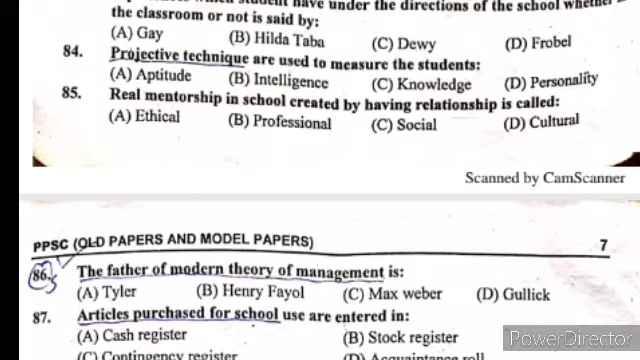 student have under the directions of the school whether
the classroom or not is said by:
(A) Gay (B) Hilda Taba (C) Dewy (D) Frobel
84. Projective technique are used to measure the students:
(A) Aptitude (B) Intelligence (C) Knowledge (D) Personality
85. Real mentorship in school created by having relationship is called:
(A) Ethical (B) Professional (C) Social (D) Cultural
Scanned by CamScanner
PPSC (OLD PAPERS AND MODEL PAPERS) 7
86. The father of modern theory of management is:
(A) Tyler (B) Henry Fayol (C) Max weber (D) Gullick
87. Articles purchased for school use are entered in:
(A) Cash register (B) Stock register
(C) Contingency register (D) Acquaintance roll
PowerDirector